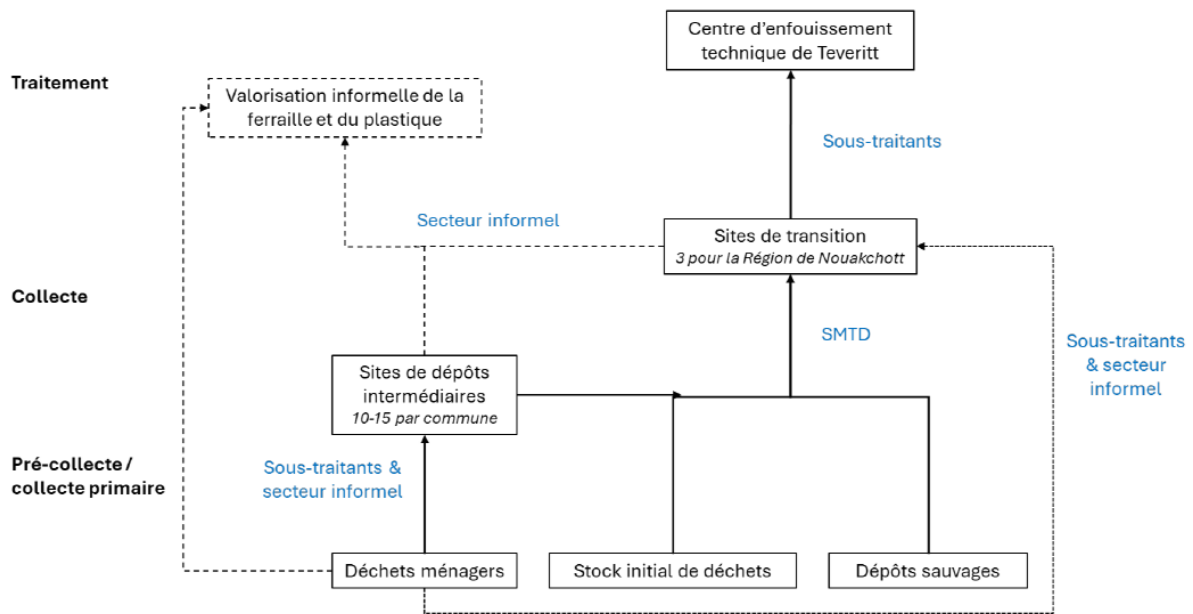 Centre d'enfouissement
technique de Teveritt
Traitement
Valorisation informelle de la
ferraille et du plastique
Sous-traitants
Secteur informel
Sites de transition
3 pour la Région de Nouakchott
Collecte
SMTD
Sous-traitants
& secteur
informel
Sites de dépôts
intermédiaires
10-15 par commune
Pré-collecte /
collecte primaire
Sous-traitants &
secteur informel
Déchets ménagers
Stock initial de déchets
Dépôts sauvages